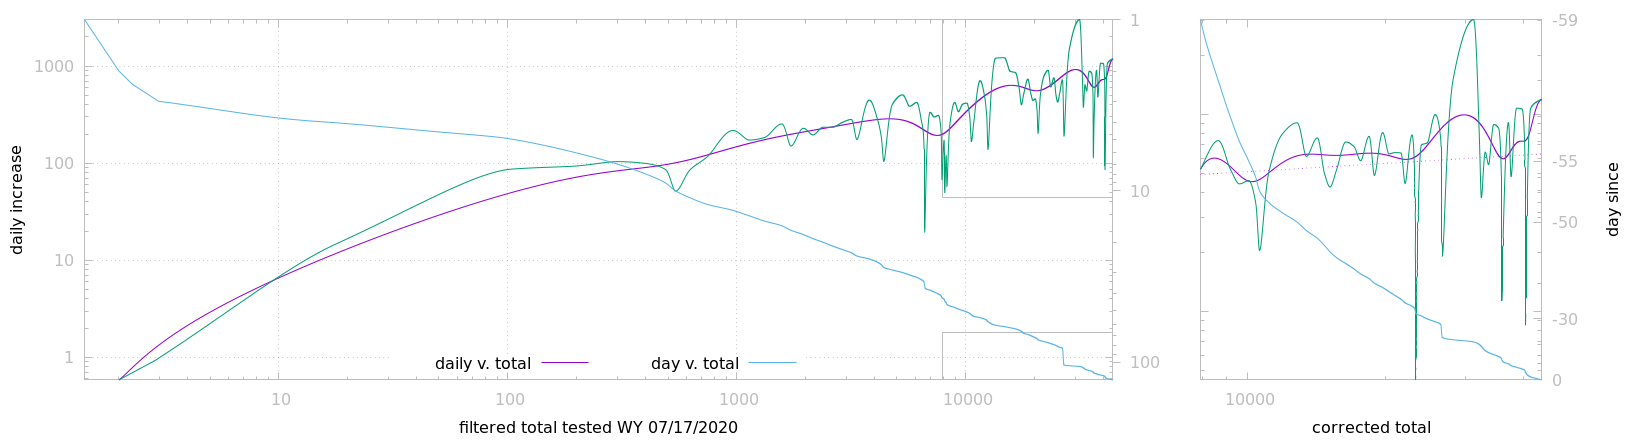 daily increase
1000
100
10
1
daily v. total
day v. total
10
100
1000
10000
filtered total tested WY 07/17/2020
1
10
100
10000
corrected total
-59
-55
-50
-30
0
day since